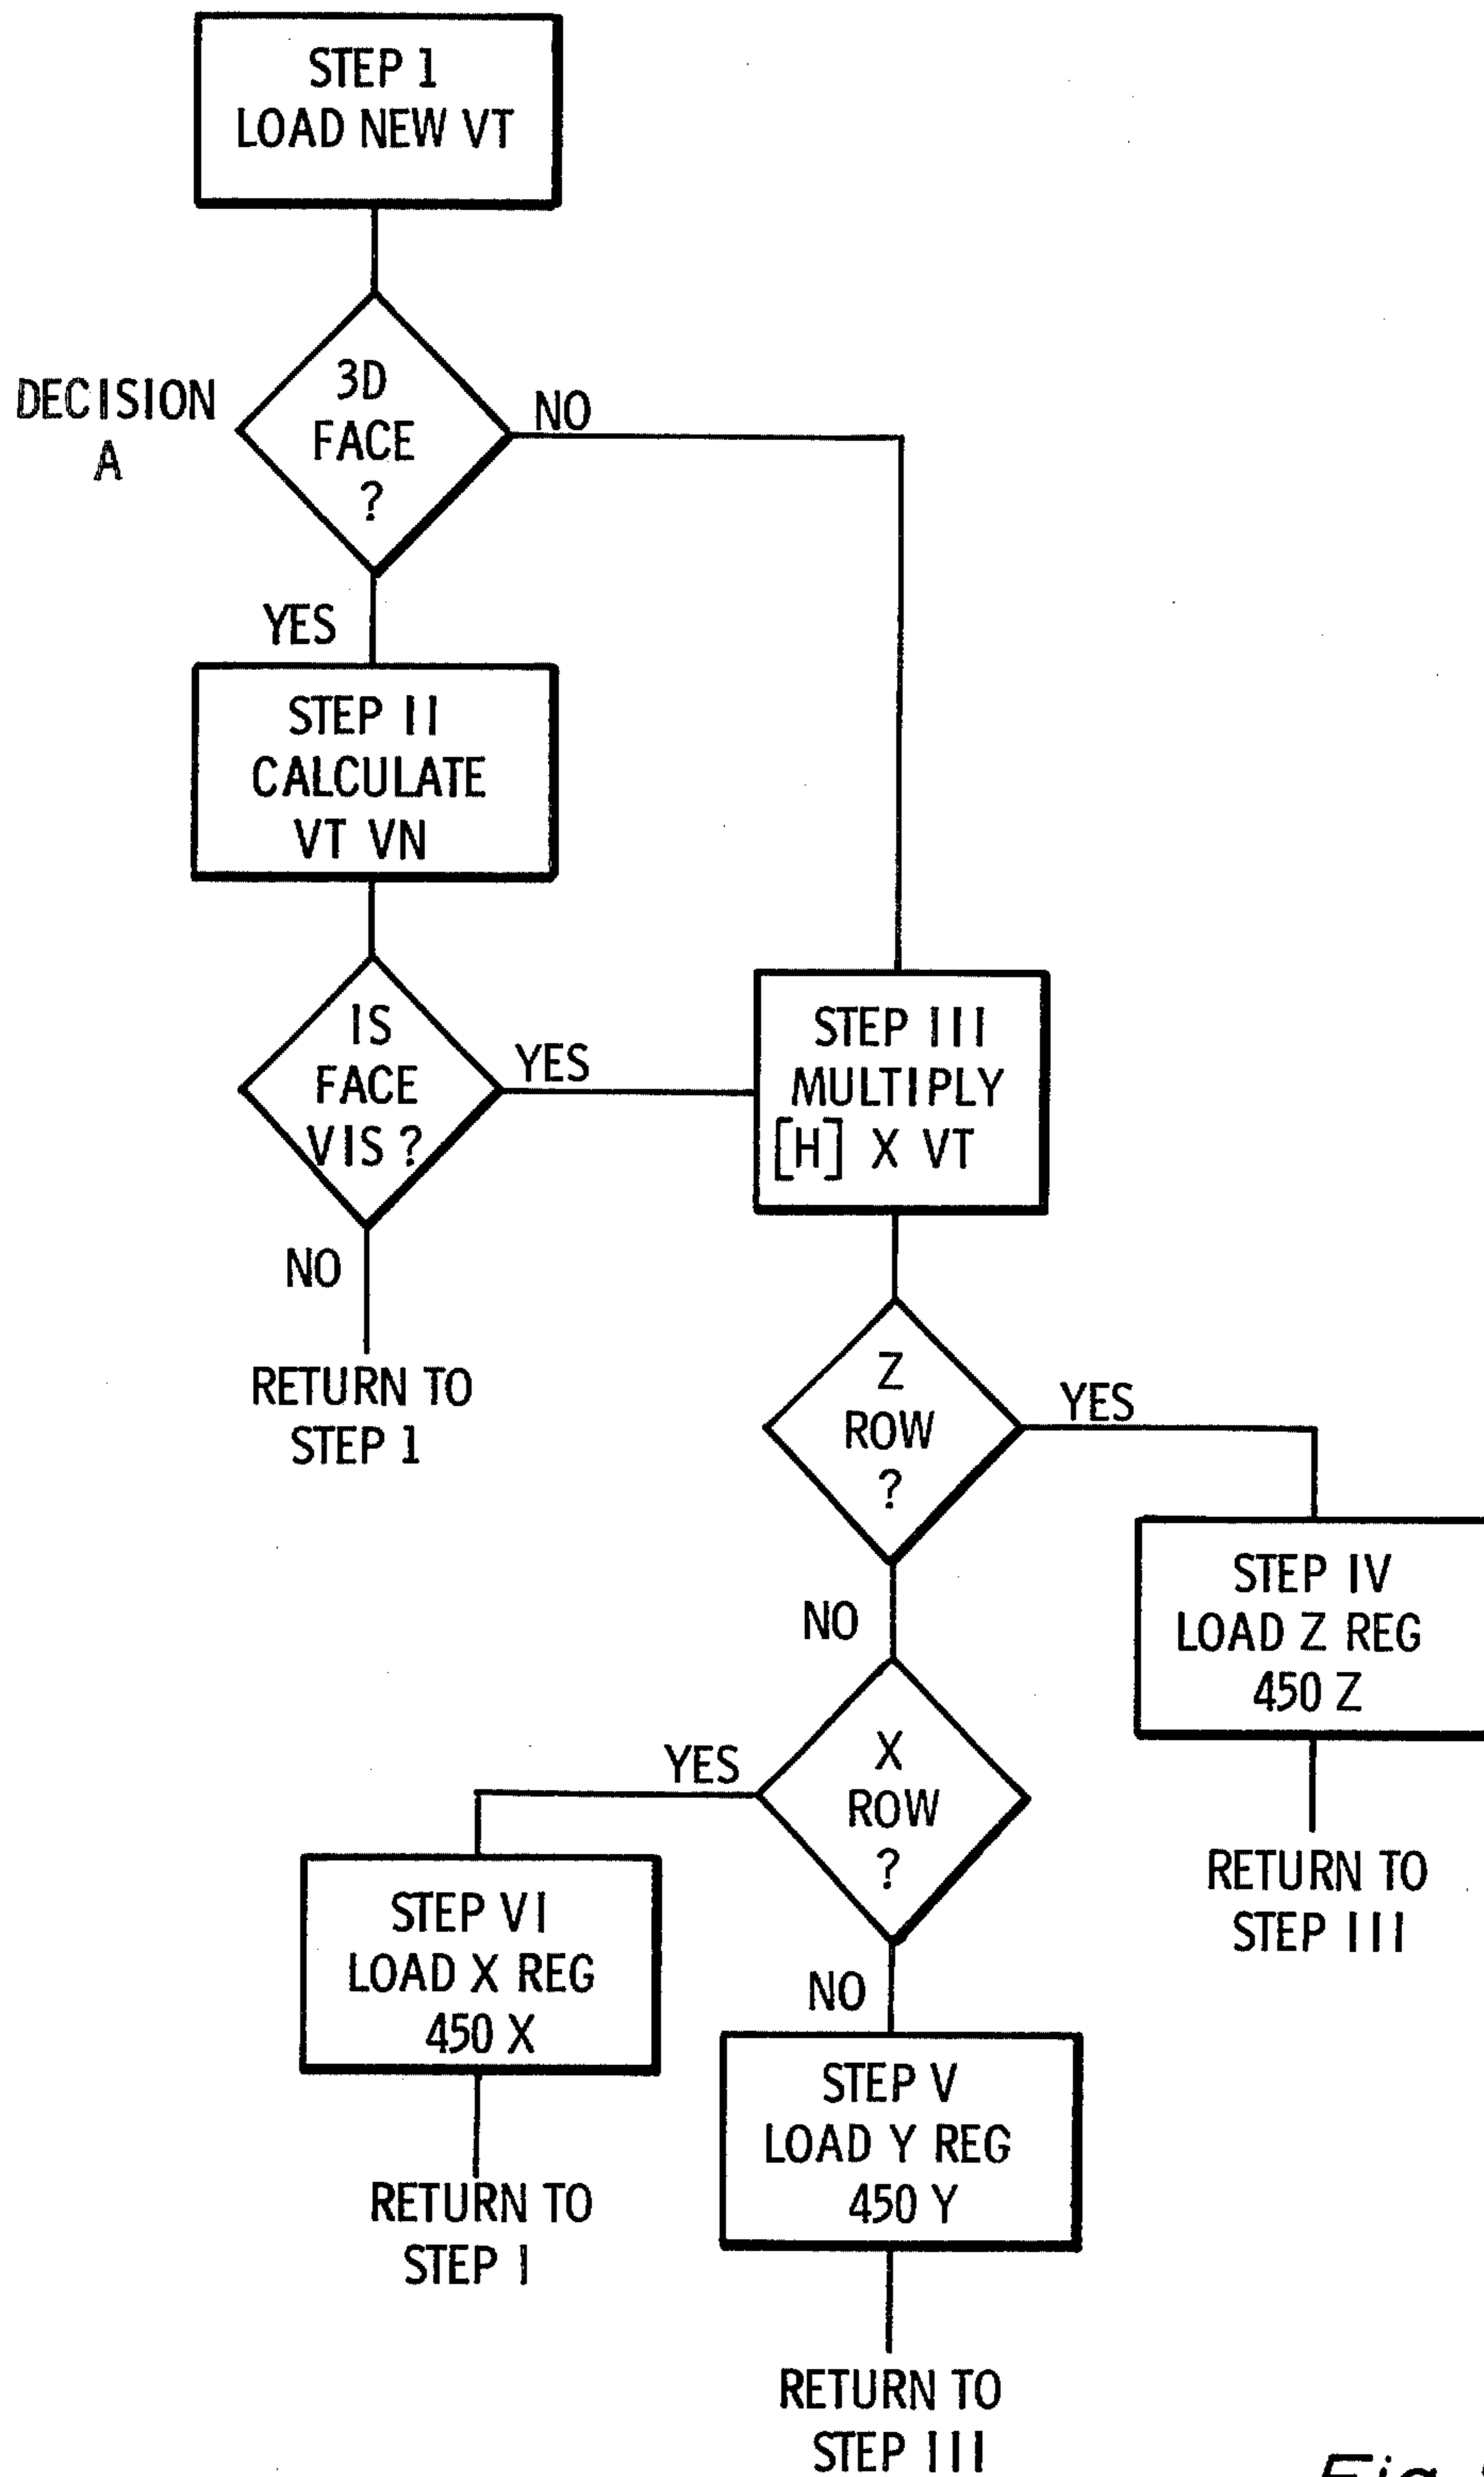 STEP 1
LOAD NEW VT
DECISION
A
3D
FACE
?
NO
YES
STEP II
CALCULATE
VT VN
IS
FACE
VIS ?
YES
NO
RETURN TO
STEP 1
STEP III
MULTIPLY
[H] X VT
Z
ROW
?
YES
NO
STEP IV
LOAD Z REG
450 Z
RETURN TO
STEP III
X
ROW
?
YES
NO
STEP VI
LOAD X REG
450 X
RETURN TO
STEP I
STEP V
LOAD Y REG
450 Y
RETURN TO
STEP III
Fig